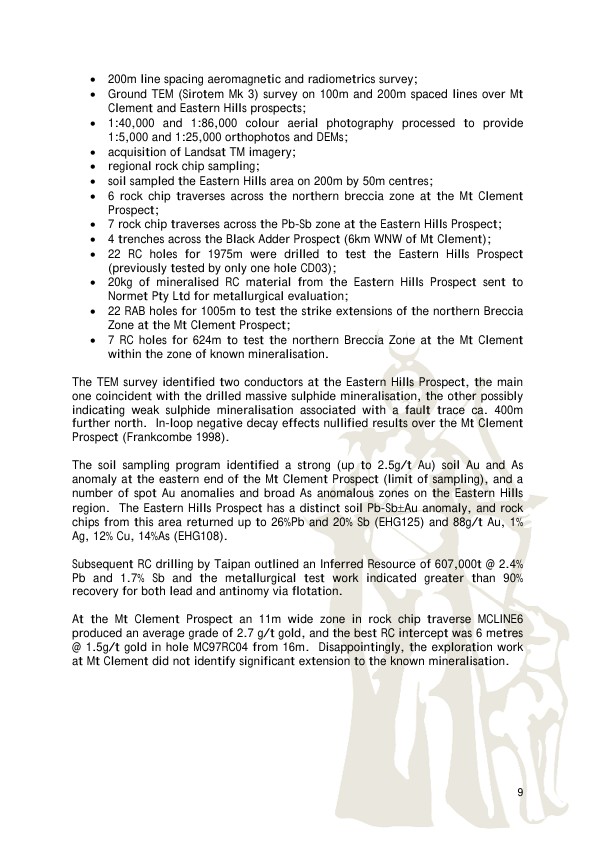 • 200m line spacing aeromagnetic and radiometrics survey;
• Ground TEM (Sirotem Mk 3) survey on 100m and 200m spaced lines over Mt
Clement and Eastern Hills prospects;
• 1:40,000 and 1:86,000 colour aerial photography processed to provide
1:5,000 and 1:25,000 orthophotos and DEMs;
• acquisition of Landsat TM imagery;
• regional rock chip sampling;
• soil sampled the Eastern Hills area on 200m by 50m centres;
• 6 rock chip traverses across the northern breccia zone at the Mt Clement
Prospect;
• 7 rock chip traverses across the Pb-Sb zone at the Eastern Hills Prospect;
• 4 trenches across the Black Adder Prospect (6km WNW of Mt Clement);
• 22 RC holes for 1975m were drilled to test the Eastern Hills Prospect
(previously tested by only one hole CD03);
• 20kg of mineralised RC material from the Eastern Hills Prospect sent to
Normet Pty Ltd for metallurgical evaluation;
• 22 RAB holes for 1005m to test the strike extensions of the northern Breccia
Zone at the Mt Clement Prospect;
• 7 RC holes for 624m to test the northern Breccia Zone at the Mt Clement
within the zone of known mineralisation.
The TEM survey identified two conductors at the Eastern Hills Prospect, the main
one coincident with the drilled massive sulphide mineralisation, the other possibly
indicating weak sulphide mineralisation associated with a fault trace ca. 400m
further north. In-loop negative decay effects nullified results over the Mt Clement
Prospect (Frankcombe 1998).
The soil sampling program identified a strong (up to 2.5g/t Au) soil Au and As
anomaly at the eastern end of the Mt Clement Prospect (limit of sampling), and a
number of spot Au anomalies and broad As anomalous zones on the Eastern Hills
region. The Eastern Hills Prospect has a distinct soil Pb-Sb±Au anomaly, and rock
chips from this area returned up to 26%Pb and 20% Sb (EHG125) and 88g/t Au, 1%
Ag, 12% Cu, 14%As (EHG108).
Subsequent RC drilling by Taipan outlined an Inferred Resource of 607,000t @ 2.4%
Pb and 1.7% Sb and the metallurgical test work indicated greater than 90%
recovery for both lead and antinomy via flotation.
At the Mt Clement Prospect an 11m wide zone in rock chip traverse MCLINE6
produced an average grade of 2.7 g/t gold, and the best RC intercept was 6 metres
@ 1.5g/t gold in hole MC97RC04 from 16m. Disappointingly, the exploration work
at Mt Clement did not identify significant extension to the known mineralisation.
9